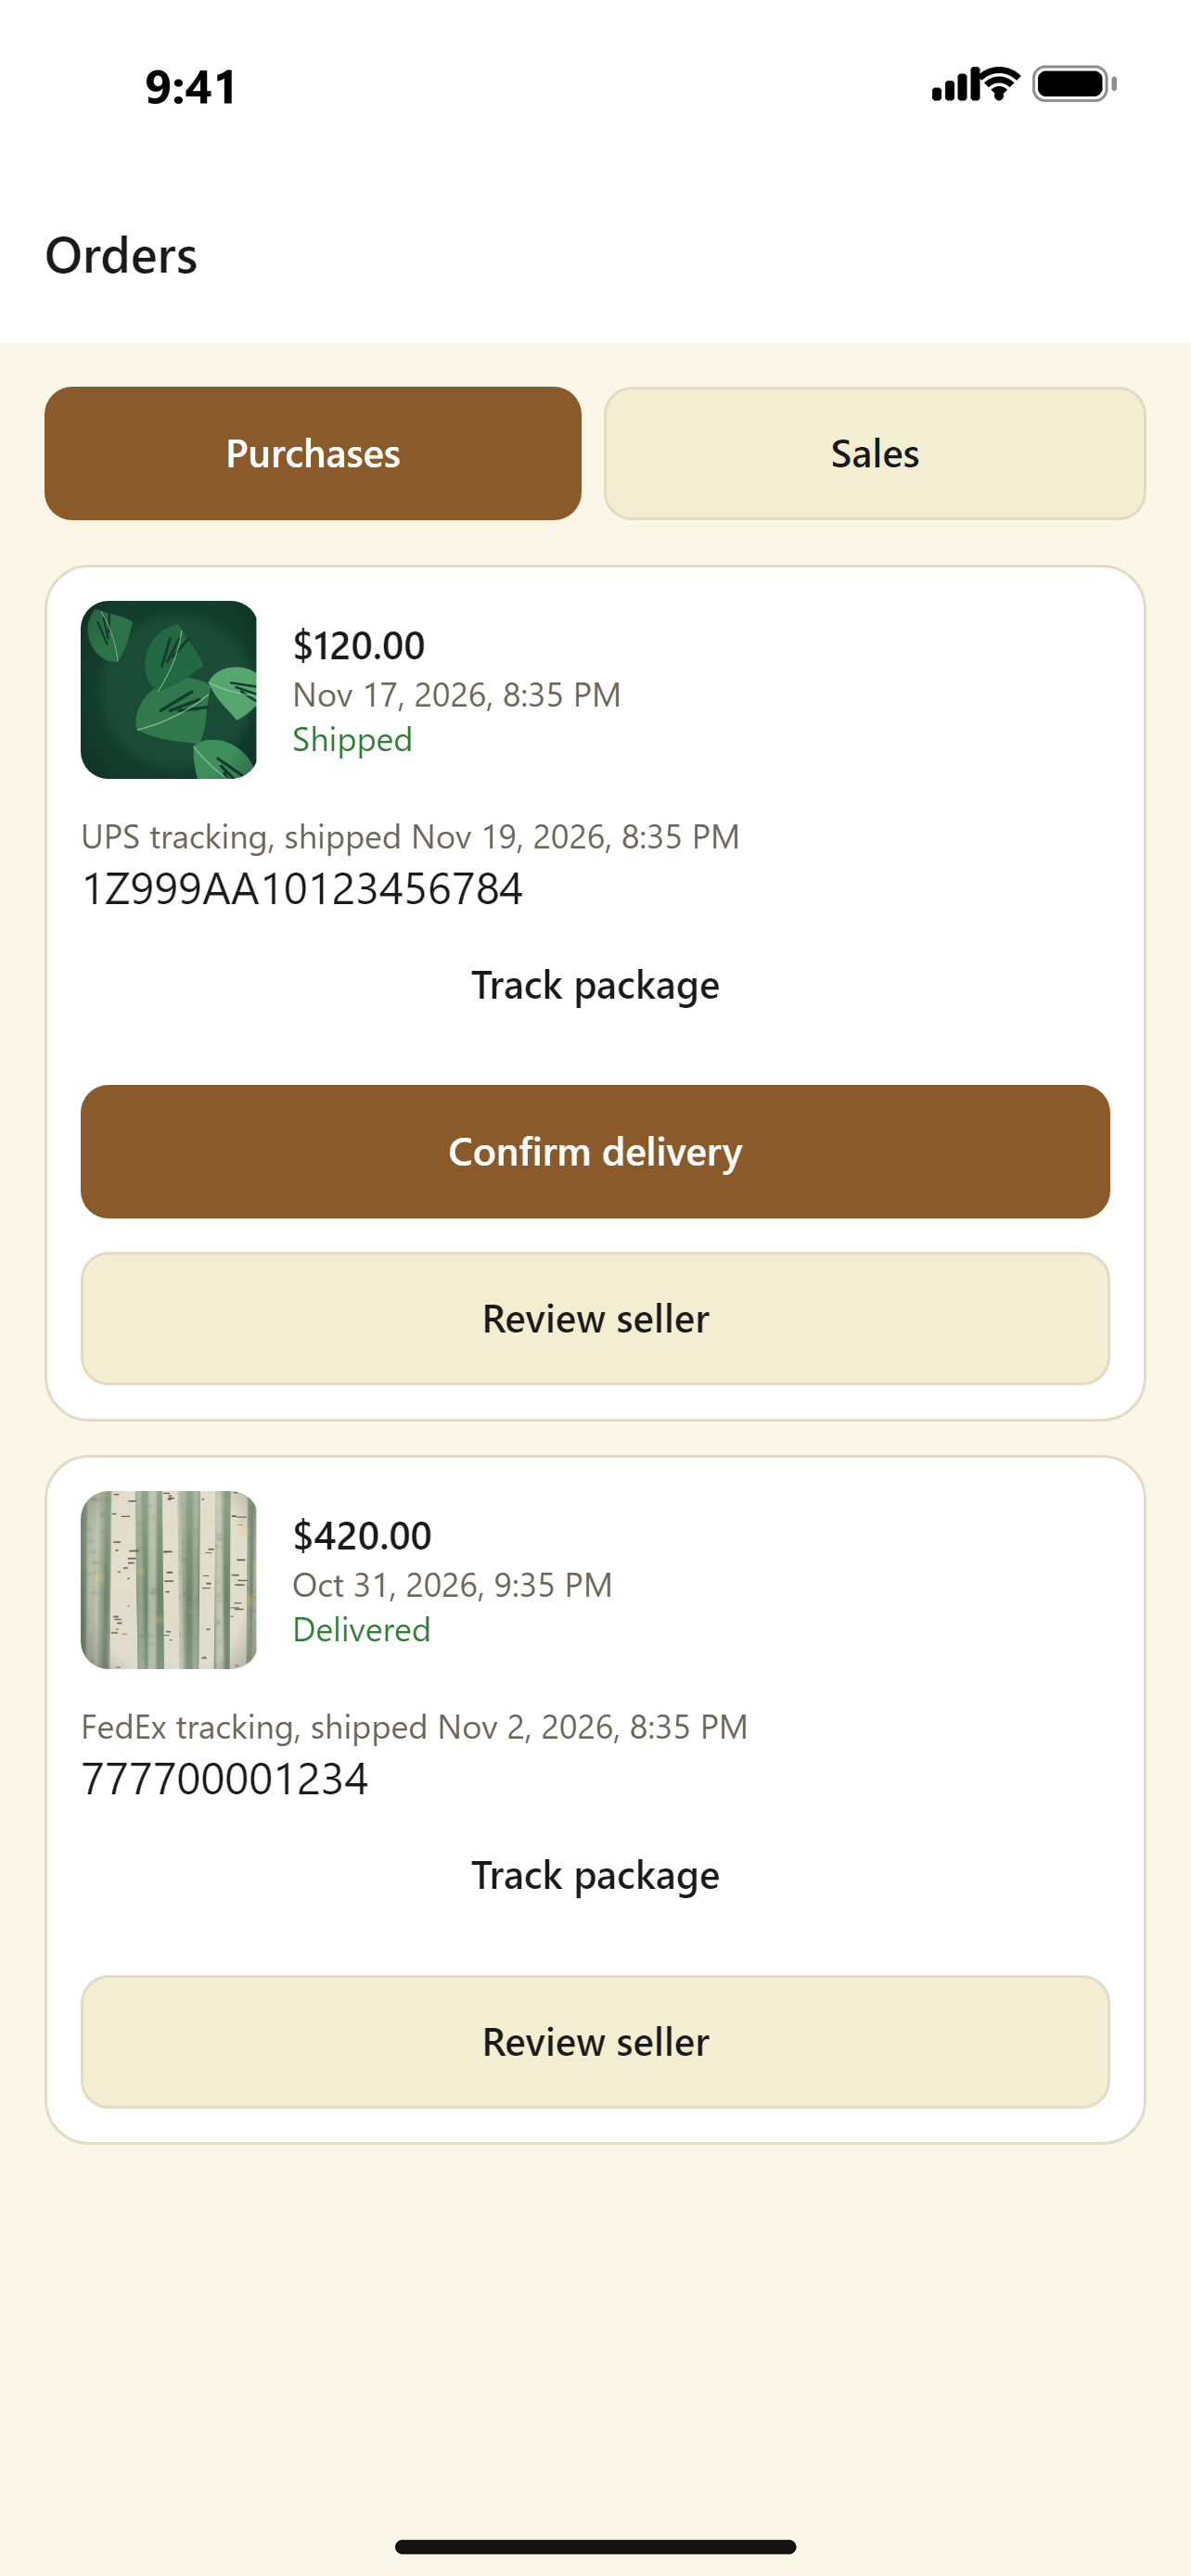 9:41
Orders
Purchases
Sales
$120.00
Nov 17, 2026, 8:35 PM
Shipped
UPS tracking, shipped Nov 19, 2026, 8:35 PM
1Z999AA10123456784
Track package
Confirm delivery
Review seller
$420.00
Oct 31, 2026, 9:35 PM
Delivered
FedEx tracking, shipped Nov 2, 2026, 8:35 PM
777700001234
Track package
Review seller